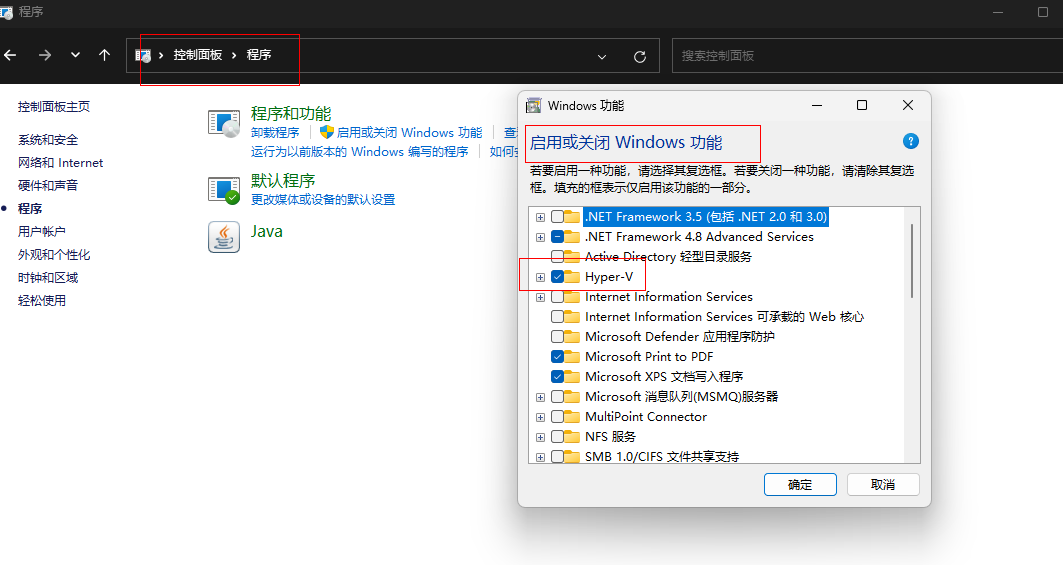 程序
控制面板 › 程序
搜索控制面板
控制面板主页
系统和安全
网络和 Internet
硬件和声音
程序
用户帐户
外观和个性化
时钟和区域
轻松使用
程序和功能
卸载程序
启用或关闭 Windows 功能
运行为以前版本的 Windows 编写的程序
默认程序
更改媒体或设备的默认设置
Java
Windows 功能
启用或关闭 Windows 功能
若要启用一种功能，请选择其复选框。若要关闭一种功能，请清除其复选
框。填充的框表示仅启用该功能的一部分。
.NET Framework 3.5 (包括 .NET 2.0 和 3.0)
.NET Framework 4.8 Advanced Services
Active Directory 轻型目录服务
Hyper-V
Internet Information Services
Internet Information Services 可承载的 Web 核心
Microsoft Defender 应用程序防护
Microsoft Print to PDF
Microsoft XPS 文档写入程序
Microsoft 消息队列(MSMQ)服务器
MultiPoint Connector
NFS 服务
SMB 1.0/CIFS 文件共享支持
确定
取消